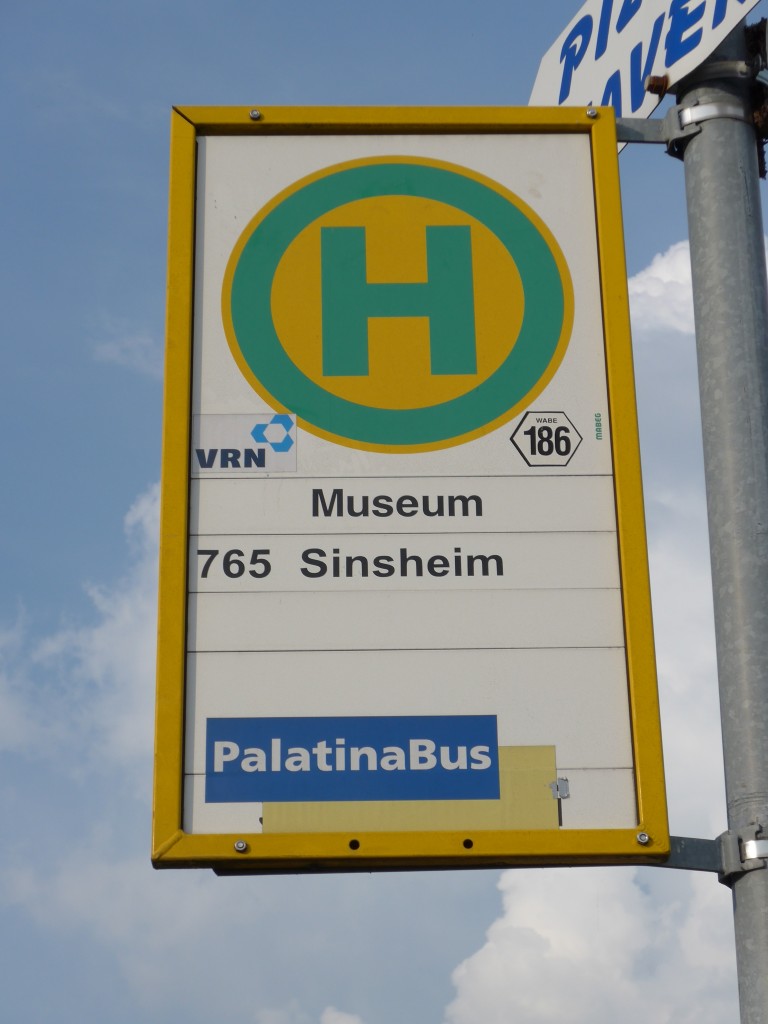 H
VRN
WABE
186
MABEG
Museum
765 Sinsheim
PalatinaBus